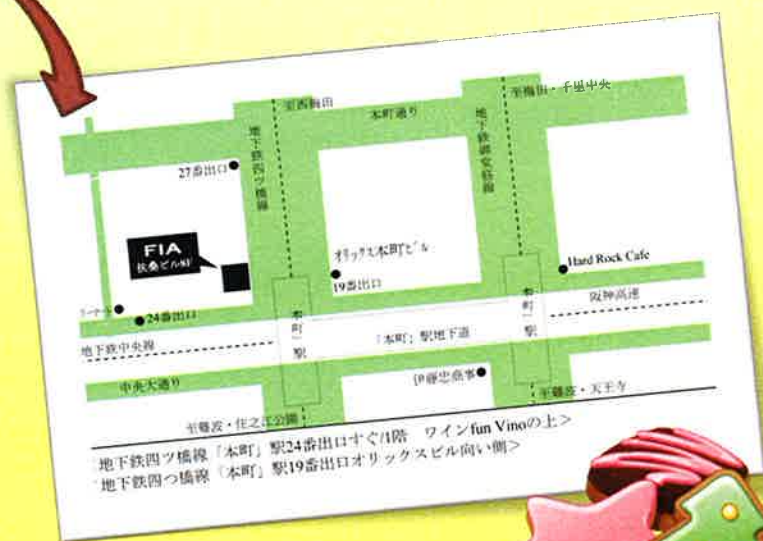 至西梅田
本町通り
至梅田・千里中央
地下鉄四ツ橋線
地下鉄御堂筋線
27番出口
FIA
扶桑ビル8F
オリックス本町ビル
19番出口
Hard Rock Cafe
24番出口
「本町」駅
「本町」駅
阪神高速
地下鉄中央線
「本町」駅地下道
中央大通り
伊藤忠商事
至難波・住之江公園
至難波・天王寺
地下鉄四ツ橋線「本町」駅24番出口すぐ/1階 ワインfun Vinoの上>
地下鉄四つ橋線「本町」駅19番出口オリックスビル向い側>